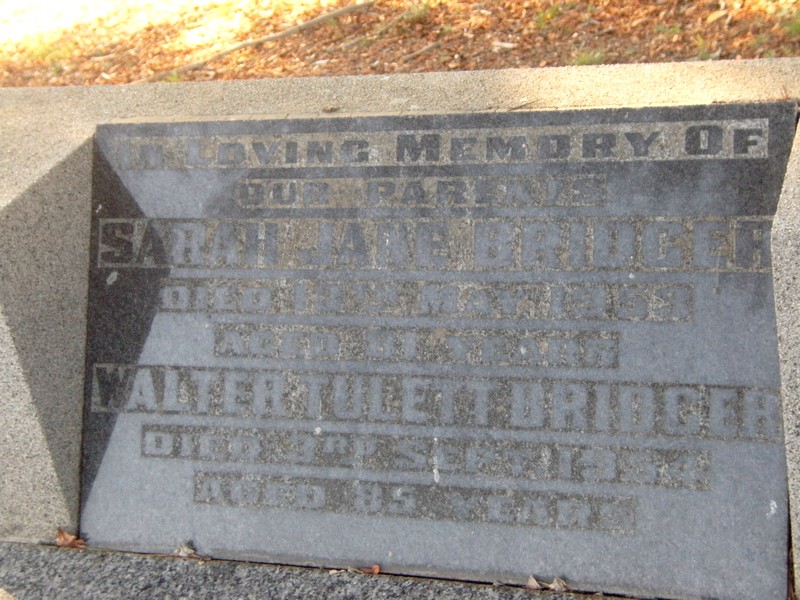 IN LOVING MEMORY OF
OUR PARENTS
SARAH JANE BRIDGER
DIED MAY
AGED YEARS
WALTER TULETT BRIDGER
DIED 3RD SEPT.
AGED 85 YEARS